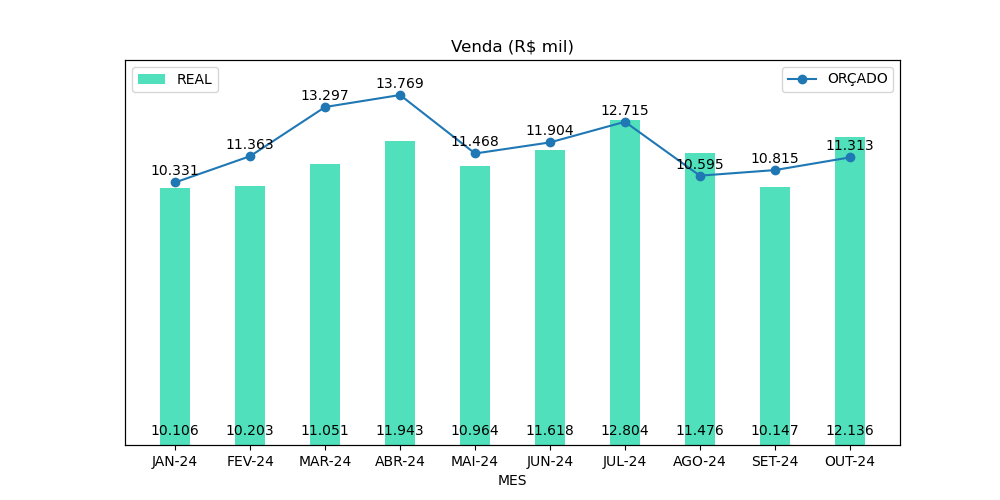 Venda (R$ mil)
REAL
ORÇADO
10.331
11.363
13.297
13.769
11.468
11.904
12.715
10.595
10.815
11.313
10.106
10.203
11.051
11.943
10.964
11.618
12.804
11.476
10.147
12.136
JAN-24
FEV-24
MAR-24
ABR-24
MAI-24
JUN-24
JUL-24
AGO-24
SET-24
OUT-24
MES